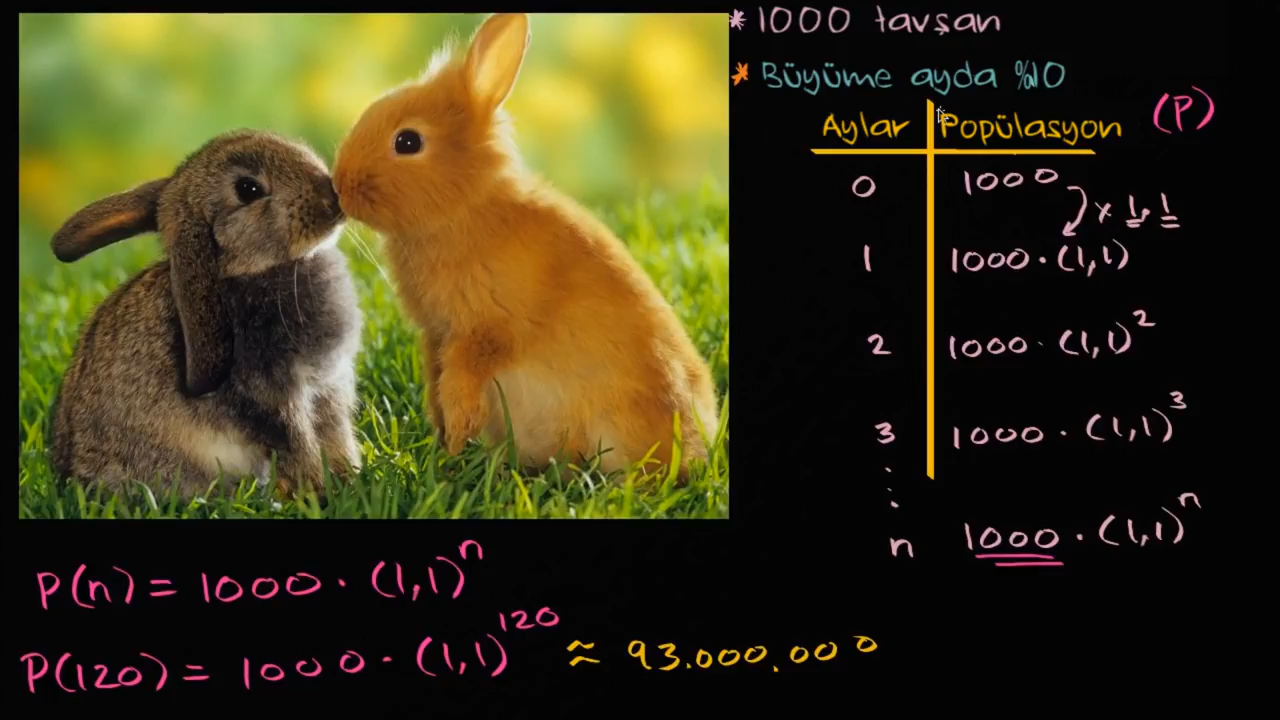 * 1000 tavşan
* Büyüme ayda %10
Aylar Popülasyon (P)
0 1000
× 1,1
1 1000 · (1,1)
2 1000 · (1,1)²
3 1000 · (1,1)³
:
n 1000 · (1,1)ⁿ
P(n) = 1000 · (1,1)ⁿ
P(120) = 1000 · (1,1)¹²⁰ ≈ 93.000.000